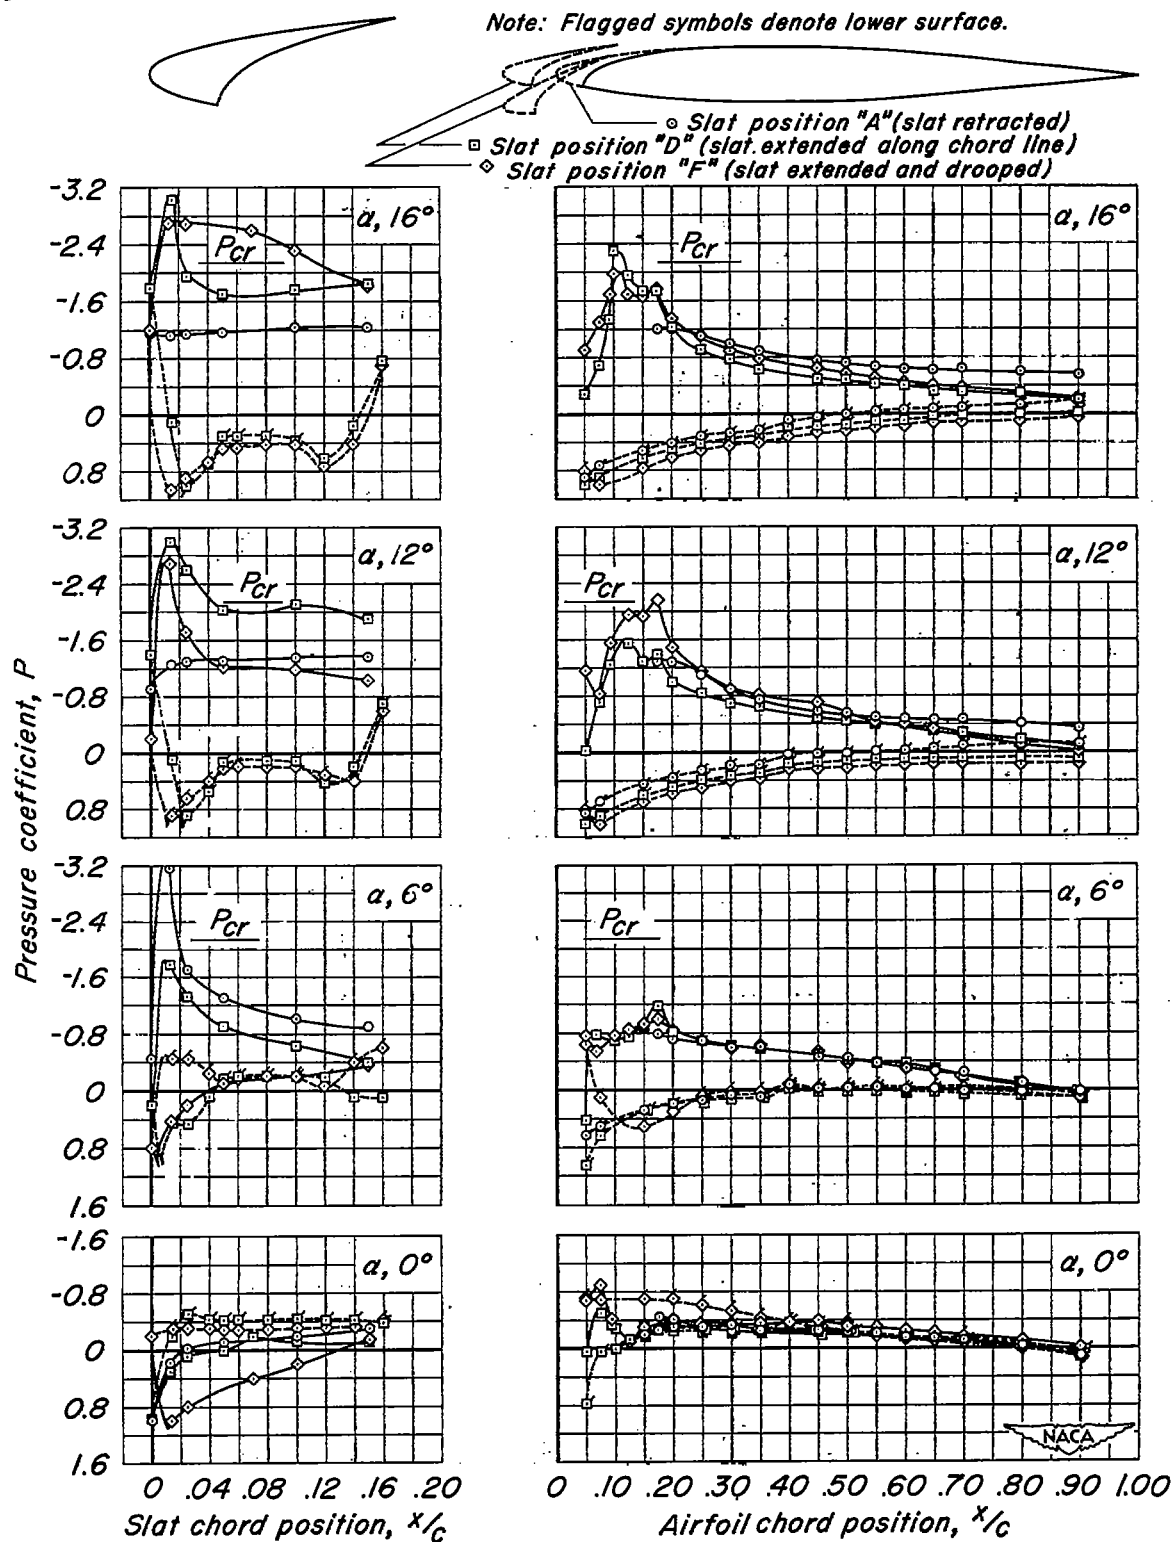 Note: Flagged symbols denote lower surface.
Slat position "A" (slat retracted)
Slat position "D" (slat extended along chord line)
Slat position "F" (slat extended and drooped)
Pressure coefficient, P
-3.2
-2.4
-1.6
-0.8
0
0.8
α, 16°
Pcr
α, 16°
Pcr
-3.2
-2.4
-1.6
-0.8
0
0.8
α, 12°
Pcr
α, 12°
Pcr
-3.2
-2.4
-1.6
-0.8
0
0.8
1.6
α, 6°
Pcr
α, 6°
Pcr
-1.6
-0.8
0
0.8
1.6
α, 0°
α, 0°
NACA
0 .04 .08 .12 .16 .20
Slat chord position, x/c
0 .10 .20 .30 .40 .50 .60 .70 .80 .90 1.00
Airfoil chord position, x/c